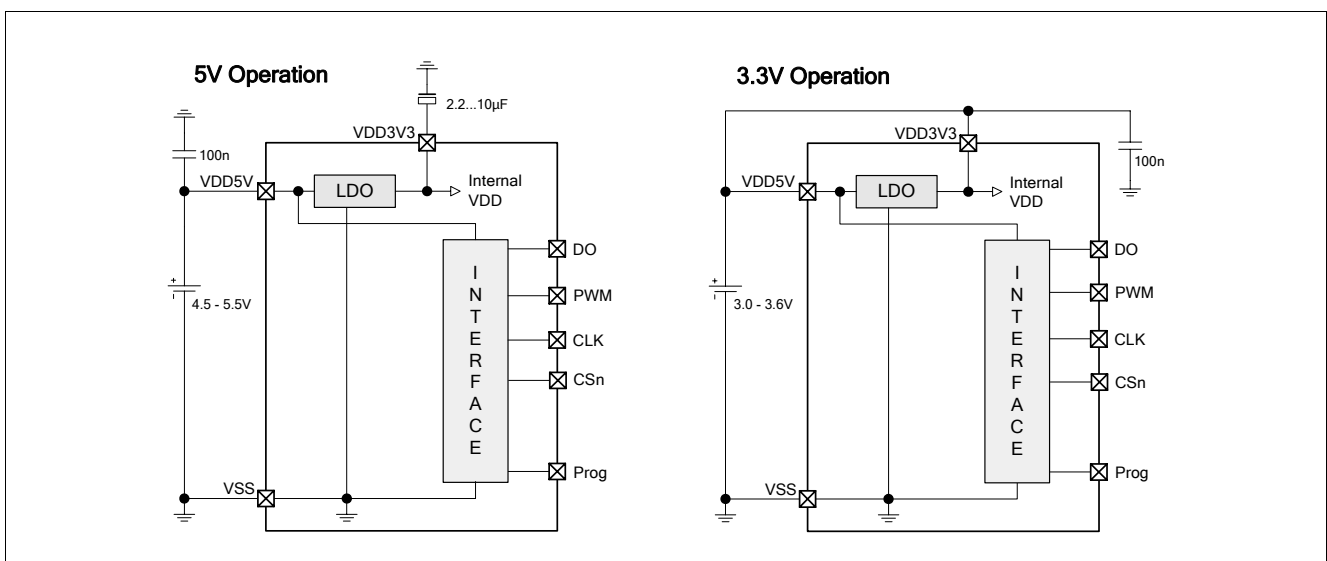 5V Operation
2.2...10µF
VDD3V3
100n
VDD5V
LDO
Internal
VDD
DO
PWM
CLK
CSn
Prog
INTERFACE
+
-
4.5 - 5.5V
VSS
3.3V Operation
VDD3V3
100n
VDD5V
LDO
Internal
VDD
DO
PWM
CLK
CSn
Prog
INTERFACE
+
-
3.0 - 3.6V
VSS